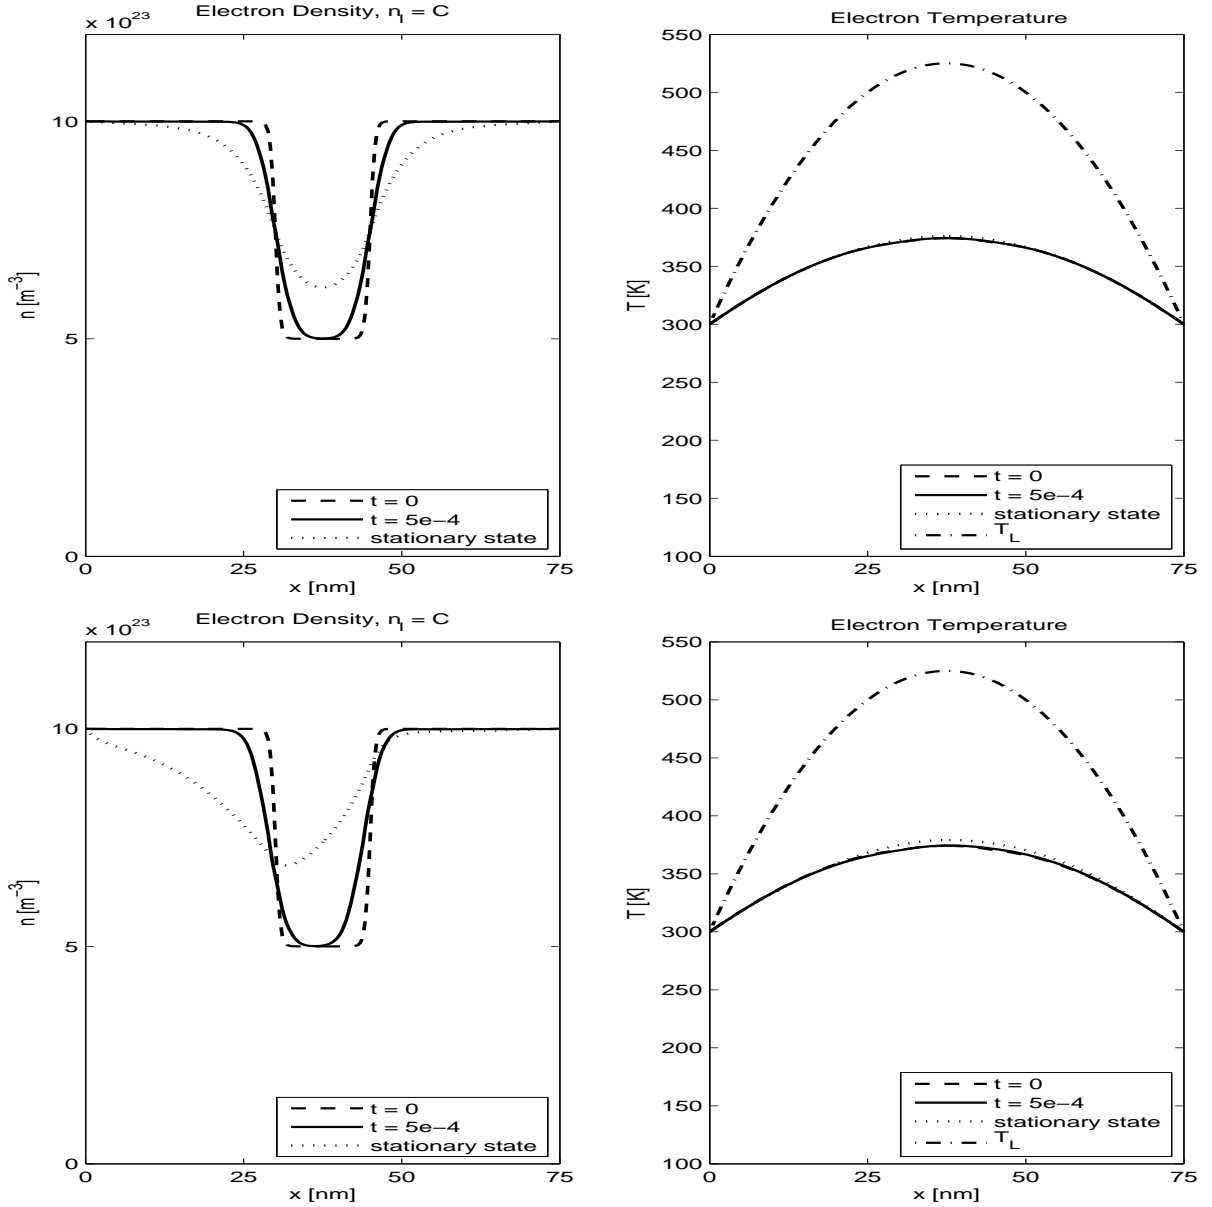 Electron Density, n_I = C
x 10^23
10
5
0
n [m^−3]
0 25 50 75
x [nm]
t = 0
t = 5e−4
stationary state
Electron Temperature
550
500
450
400
350
300
250
200
150
100
T [K]
0 25 50 75
x [nm]
t = 0
t = 5e−4
stationary state
T_L
Electron Density, n_I = C
x 10^23
10
5
0
n [m^−3]
0 25 50 75
x [nm]
t = 0
t = 5e−4
stationary state
Electron Temperature
550
500
450
400
350
300
250
200
150
100
T [K]
0 25 50 75
x [nm]
t = 0
t = 5e−4
stationary state
T_L